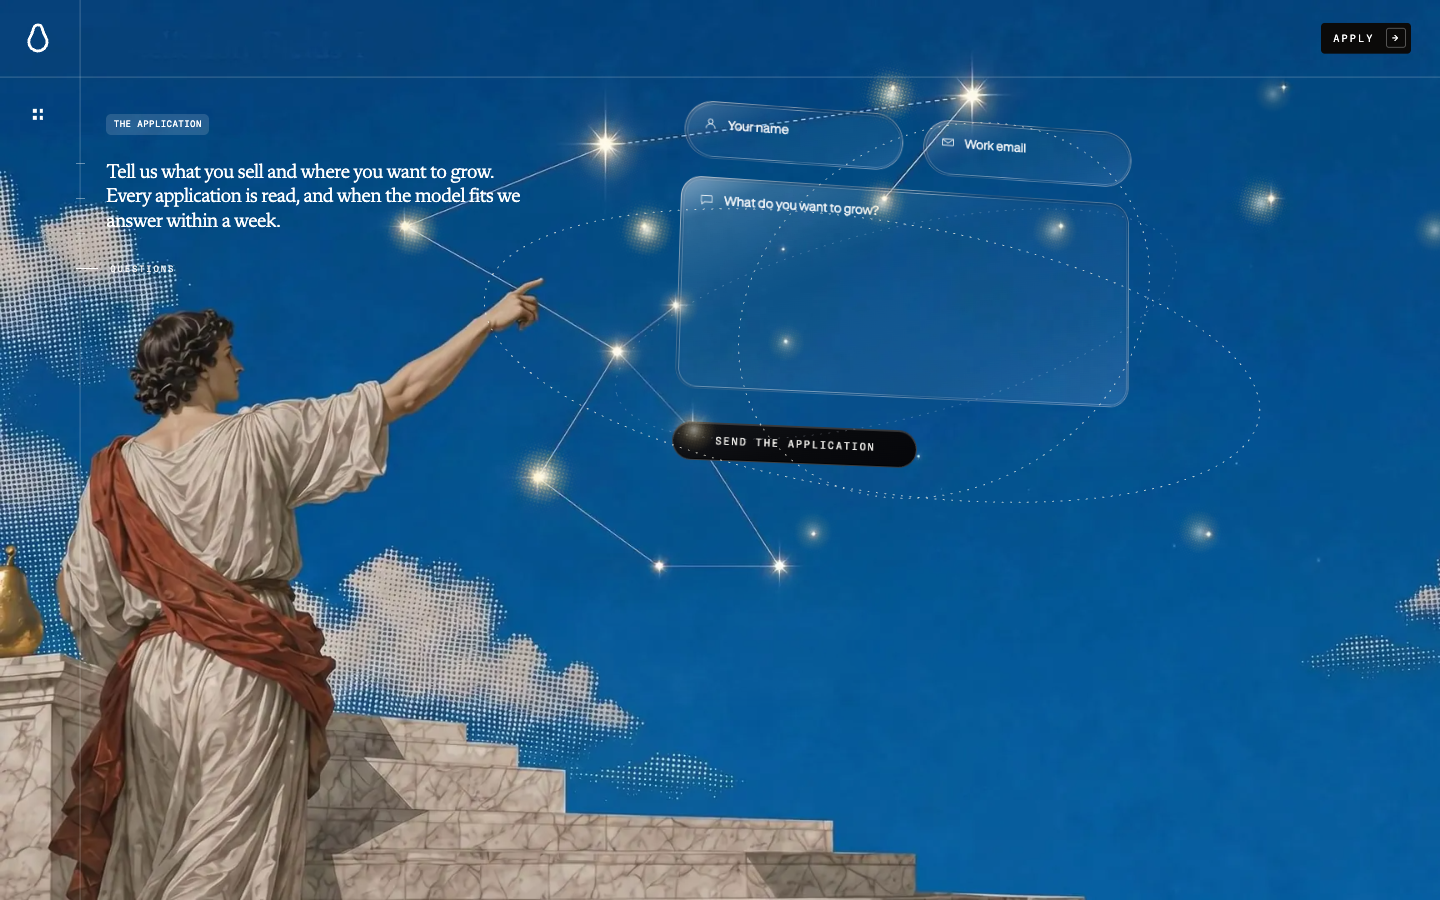 APPLY
THE APPLICATION
Tell us what you sell and where you want to grow.
Every application is read, and when the model fits we
answer within a week.
QUESTIONS
Your name
Work email
What do you want to grow?
SEND THE APPLICATION